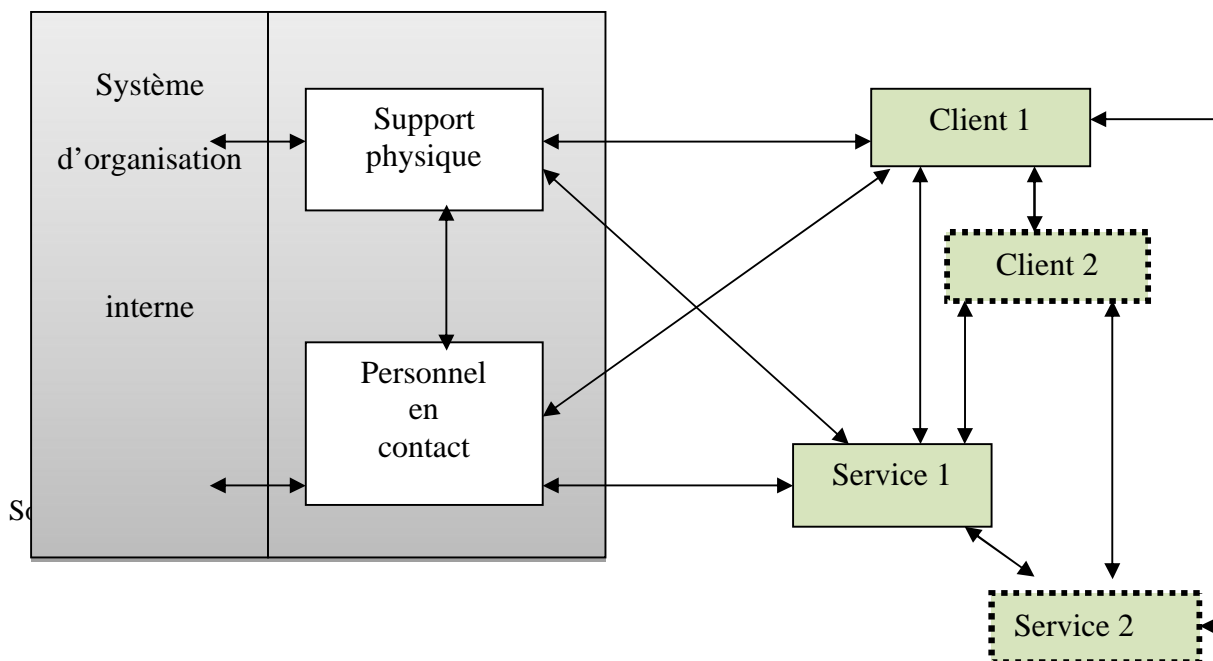 Système
d’organisation
interne
Support
physique
Personnel
en
contact
Client 1
Client 2
Service 1
Service 2